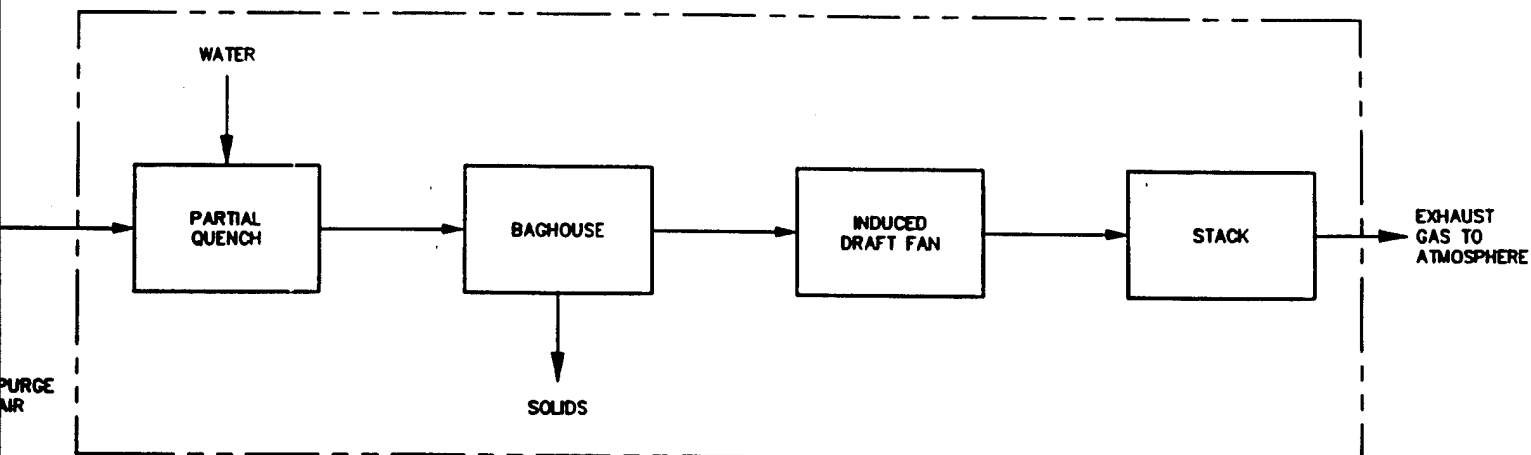 WATER
PARTIAL
QUENCH
BAGHOUSE
INDUCED
DRAFT FAN
STACK
EXHAUST
GAS TO
ATMOSPHERE
PURGE
AIR
SOLIDS